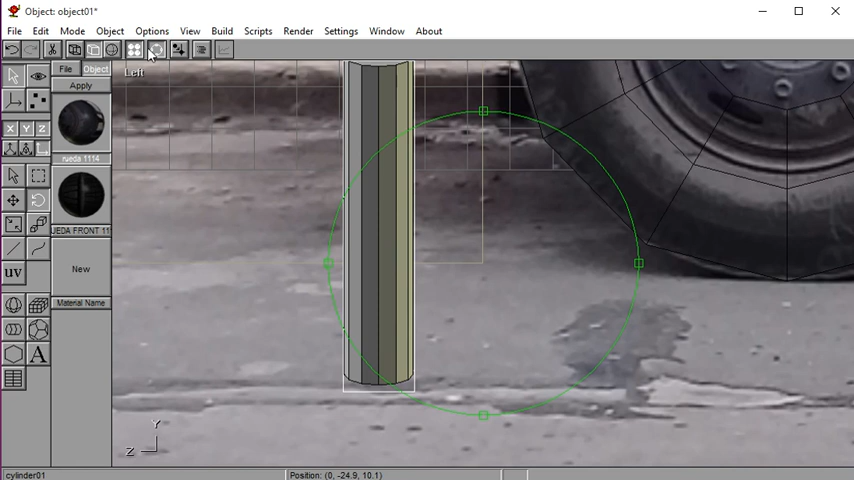 Object: object01*
File Edit Mode Object Options View Build Scripts Render Settings Window About
Left
File Object
Apply
X Y Z
rueda 1114
uv
JEDA FRONT 11
New
Material Name
A
Y
Z
cylinder01 Position: (0, -24.9, 10.1)